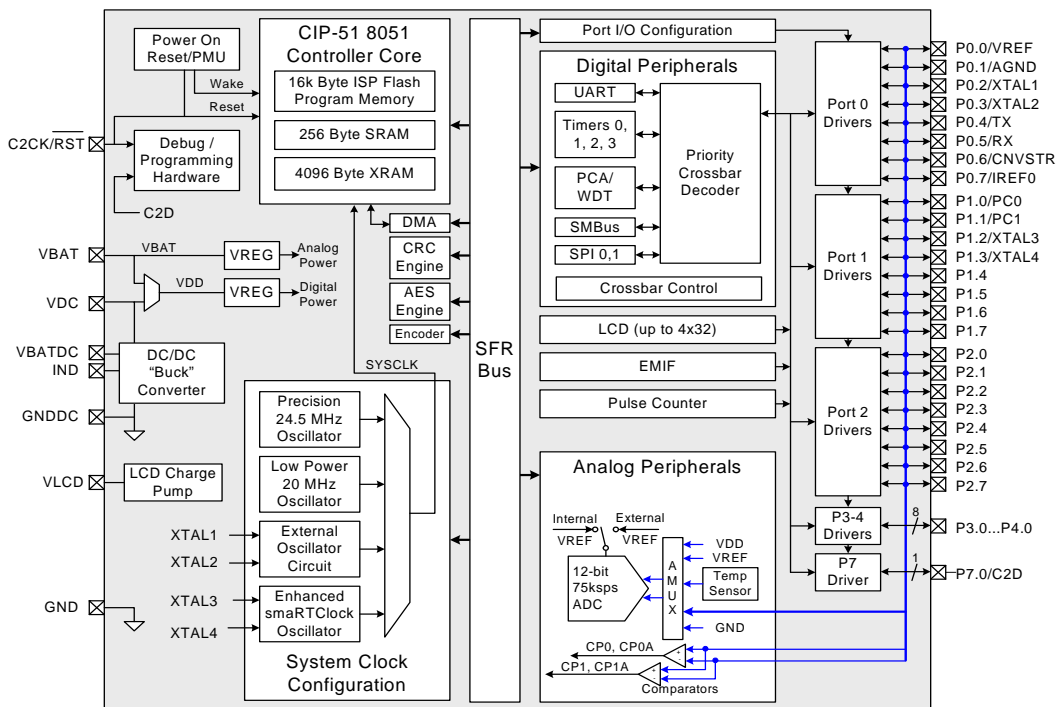 Power On
Reset/PMU
Wake
Reset
C2CK/RST
Debug /
Programming
Hardware
C2D
CIP-51 8051
Controller Core
16k Byte ISP Flash
Program Memory
256 Byte SRAM
4096 Byte XRAM
DMA
CRC
Engine
AES
Engine
Encoder
SYSCLK
VBAT
VBAT
VREG
Analog
Power
VDC
VDD
VREG
Digital
Power
VBATDC
IND
DC/DC
“Buck”
Converter
GNDDC
VLCD
LCD Charge
Pump
Precision
24.5 MHz
Oscillator
Low Power
20 MHz
Oscillator
XTAL1
XTAL2
External
Oscillator
Circuit
GND
XTAL3
XTAL4
Enhanced
smaRTClock
Oscillator
System Clock
Configuration
SFR
Bus
Port I/O Configuration
Digital Peripherals
UART
Timers 0,
1, 2, 3
PCA/
WDT
SMBus
SPI 0,1
Priority
Crossbar
Decoder
Crossbar Control
LCD (up to 4x32)
EMIF
Pulse Counter
Analog Peripherals
Internal
VREF
External
VREF
12-bit
75ksps
ADC
A
M
U
X
VDD
VREF
Temp
Sensor
GND
CP0, CP0A
+
-
CP1, CP1A
+
-
Comparators
Port 0
Drivers
Port 1
Drivers
Port 2
Drivers
P3-4
Drivers
P7
Driver
8
1
P0.0/VREF
P0.1/AGND
P0.2/XTAL1
P0.3/XTAL2
P0.4/TX
P0.5/RX
P0.6/CNVSTR
P0.7/IREF0
P1.0/PC0
P1.1/PC1
P1.2/XTAL3
P1.3/XTAL4
P1.4
P1.5
P1.6
P1.7
P2.0
P2.1
P2.2
P2.3
P2.4
P2.5
P2.6
P2.7
P3.0...P4.0
P7.0/C2D